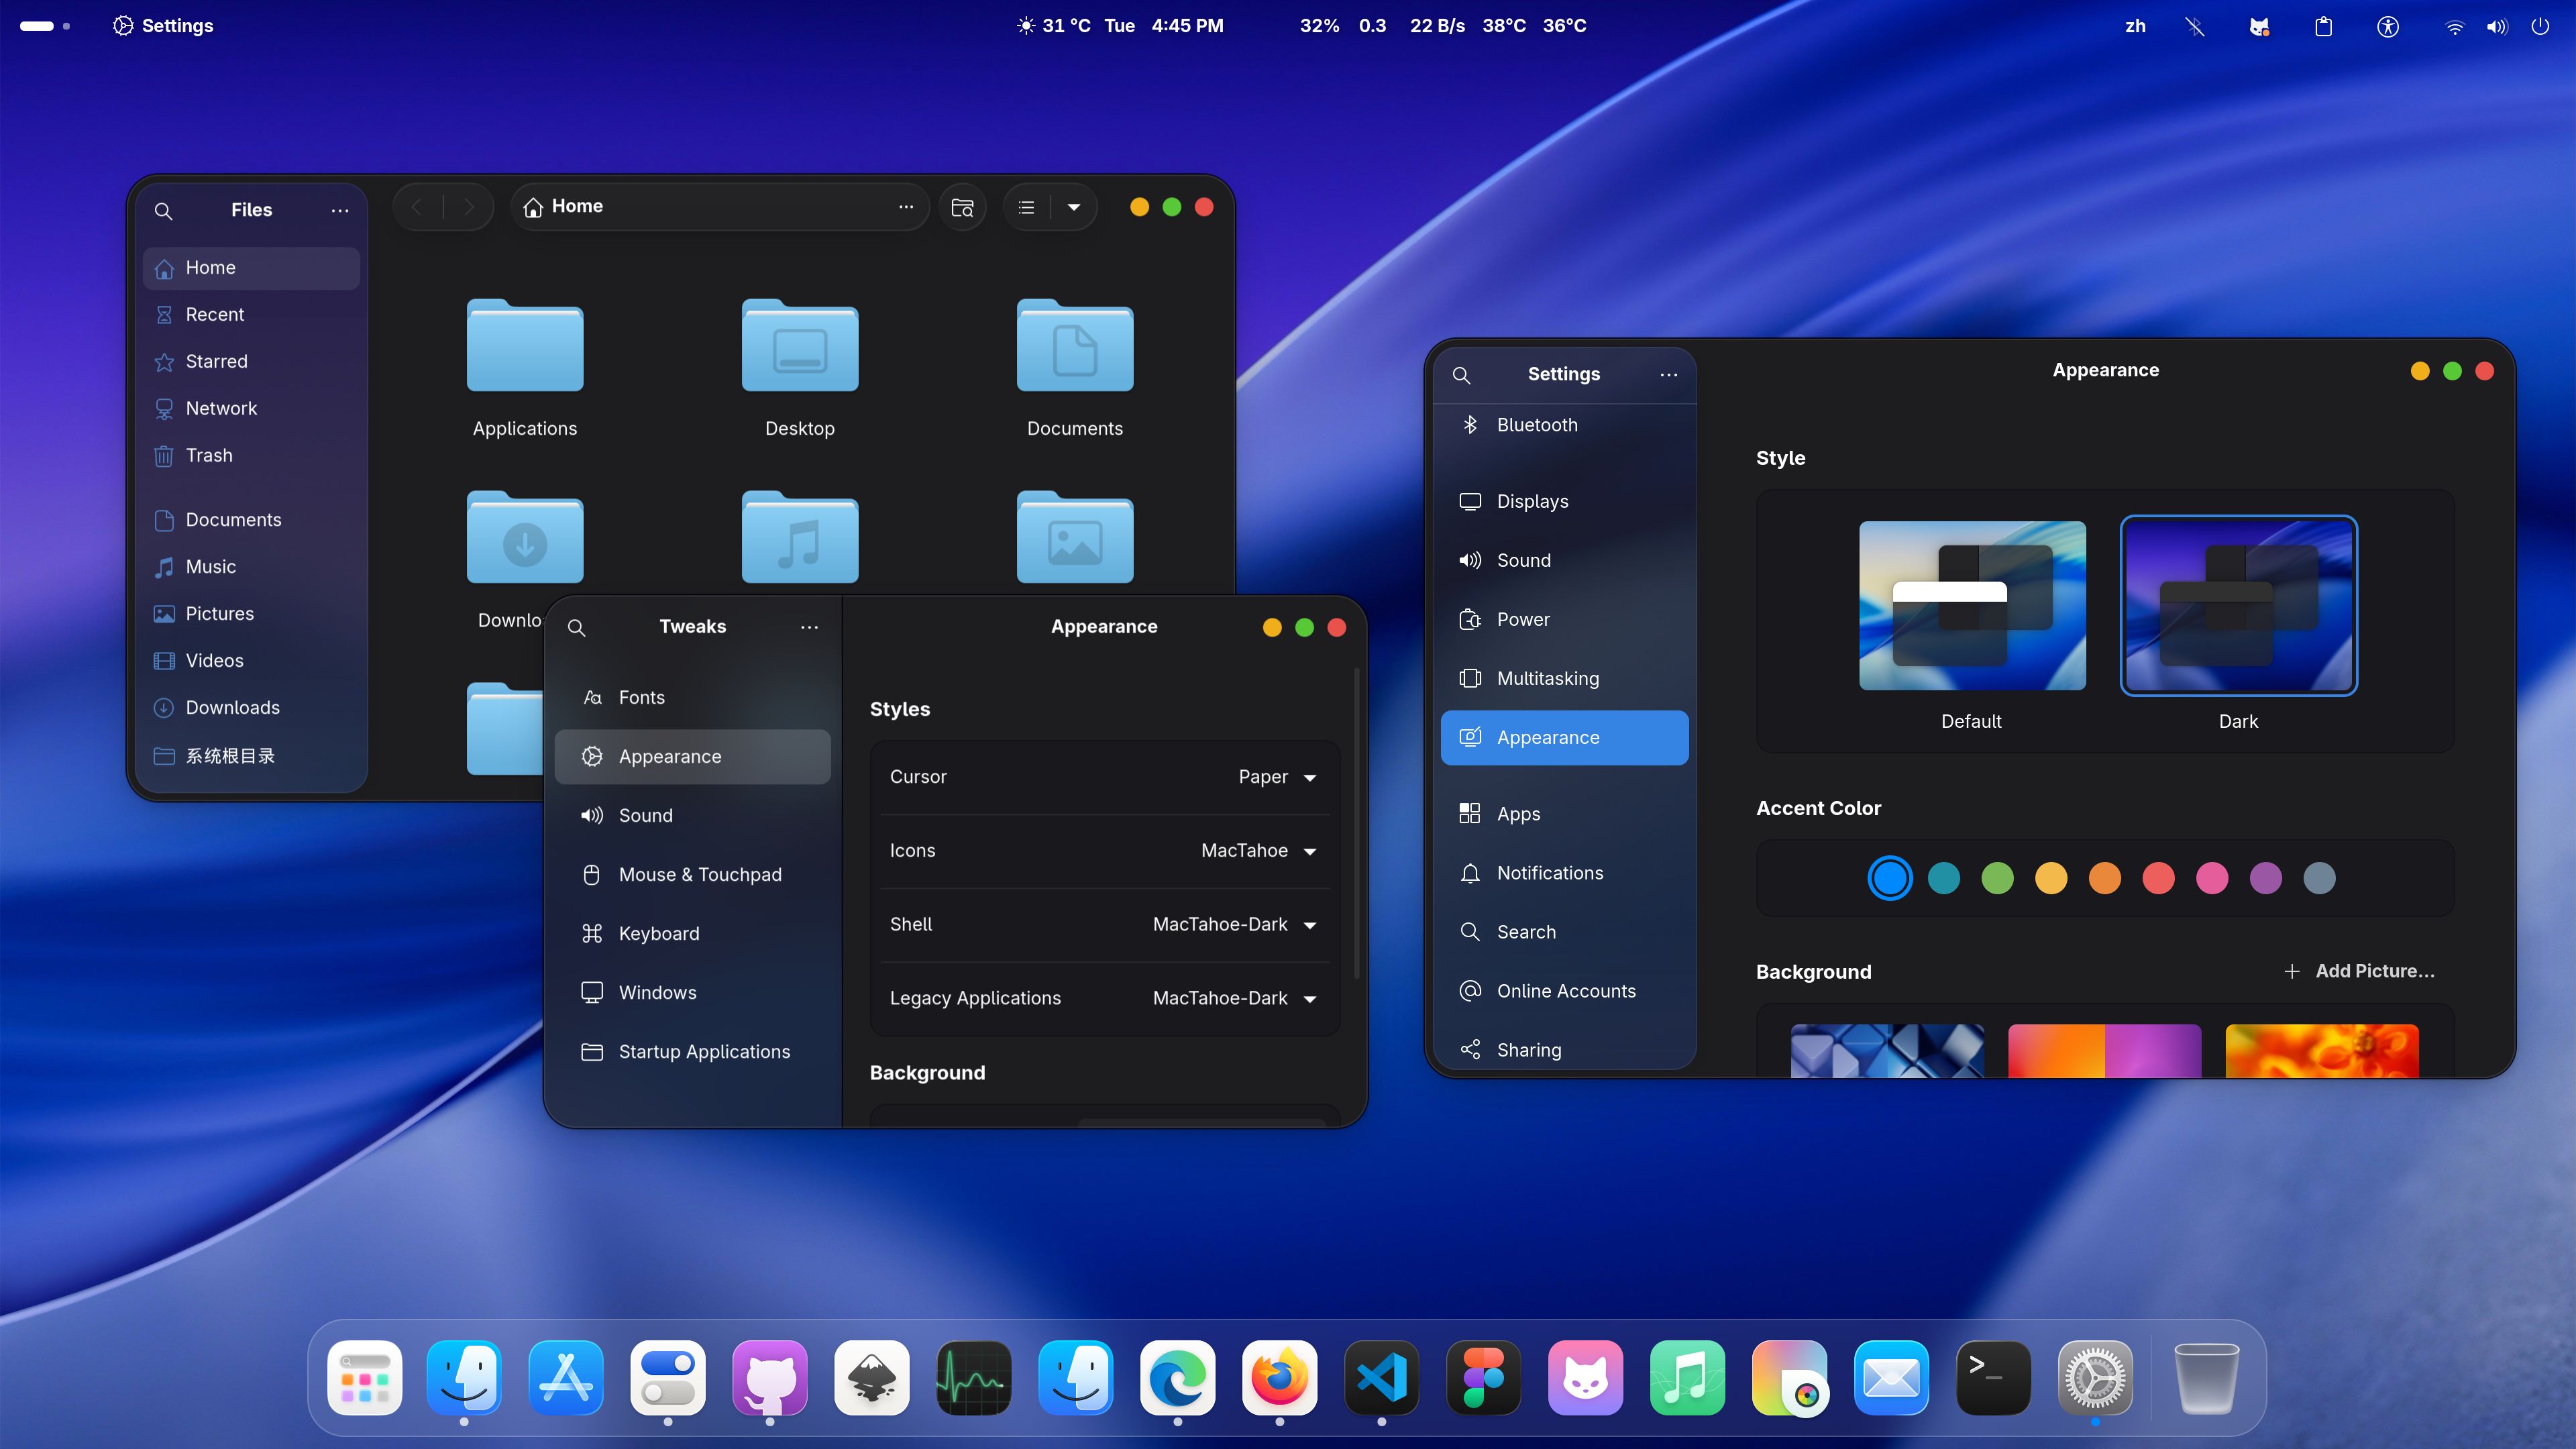 Settings
31 °C Tue 4:45 PM 32% 0.3 22 B/s 38°C 36°C
zh
Files
Home
Recent
Starred
Network
Trash
Documents
Music
Pictures
Videos
Downloads
系统根目录
Home
Applications
Desktop
Documents
Downlo
Tweaks
Fonts
Appearance
Sound
Mouse & Touchpad
Keyboard
Windows
Startup Applications
Appearance
Styles
Cursor Paper
Icons MacTahoe
Shell MacTahoe-Dark
Legacy Applications MacTahoe-Dark
Background
Settings
Bluetooth
Displays
Sound
Power
Multitasking
Appearance
Apps
Notifications
Search
Online Accounts
Sharing
Appearance
Style
Default
Dark
Accent Color
Background
Add Picture...